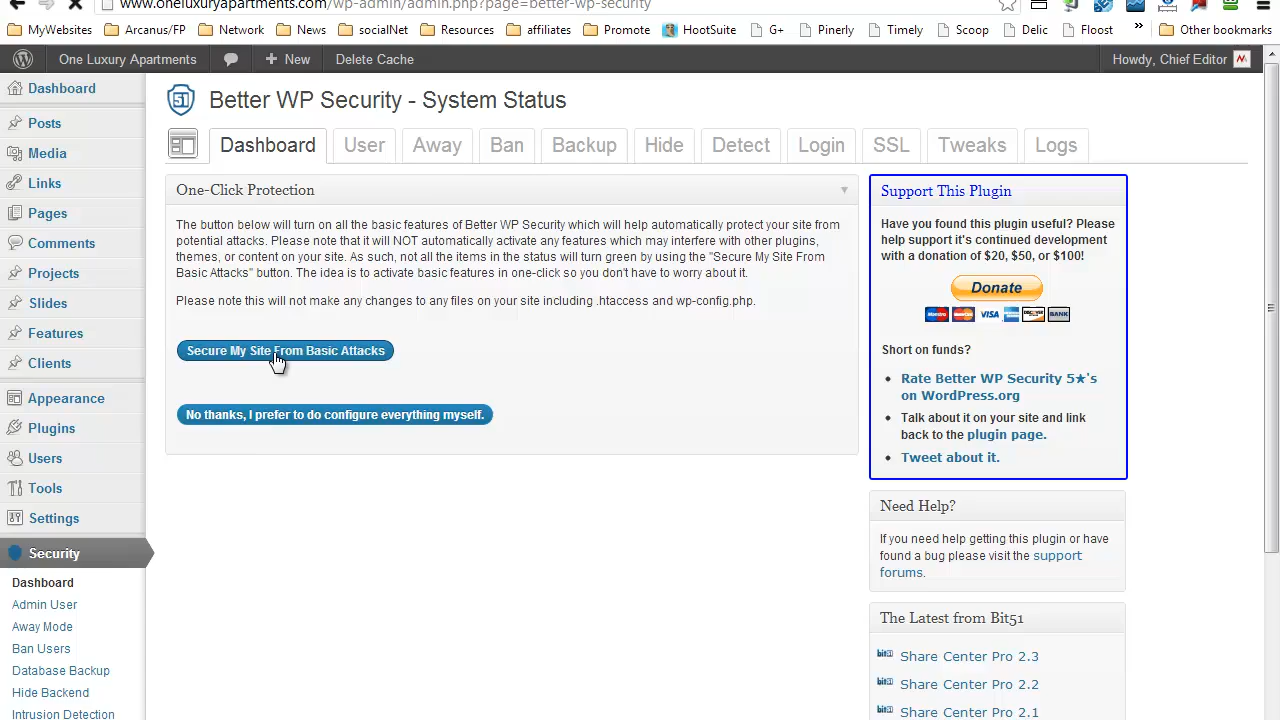 www.oneluxuryapartments.com/wp-admin/admin.php?page=better-wp-security
MyWebsites Arcanus/FP Network News socialNet Resources affiliates Promote HootSuite G+ Pinerly Timely Scoop Delic Floost » Other bookmarks
One Luxury Apartments + New Delete Cache Howdy, Chief Editor
Dashboard
Posts
Media
Links
Pages
Comments
Projects
Slides
Features
Clients
Appearance
Plugins
Users
Tools
Settings
Security
Dashboard
Admin User
Away Mode
Ban Users
Database Backup
Hide Backend
Intrusion Detection
51 Better WP Security - System Status
Dashboard User Away Ban Backup Hide Detect Login SSL Tweaks Logs
One-Click Protection
The button below will turn on all the basic features of Better WP Security which will help automatically protect your site from
potential attacks. Please note that it will NOT automatically activate any features which may interfere with other plugins,
themes, or content on your site. As such, not all the items in the status will turn green by using the "Secure My Site From
Basic Attacks" button. The idea is to activate basic features in one-click so you don't have to worry about it.
Please note this will not make any changes to any files on your site including .htaccess and wp-config.php.
Secure My Site From Basic Attacks
No thanks, I prefer to do configure everything myself.
Support This Plugin
Have you found this plugin useful? Please
help support it's continued development
with a donation of $20, $50, or $100!
Donate
VISA BANK
Short on funds?
Rate Better WP Security 5★'s
on WordPress.org
Talk about it on your site and link
back to the plugin page.
Tweet about it.
Need Help?
If you need help getting this plugin or have
found a bug please visit the support
forums.
The Latest from Bit51
bit51 Share Center Pro 2.3
bit51 Share Center Pro 2.2
bit51 Share Center Pro 2.1